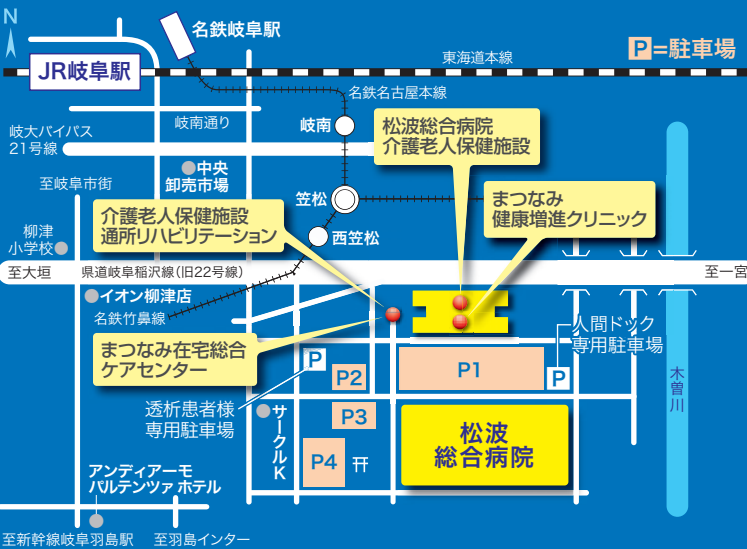 N
名鉄岐阜駅
P=駐車場
JR岐阜駅
東海道本線
名鉄名古屋本線
岐南通り
岐南
松波総合病院
介護老人保健施設
岐大バイパス
21号線
中央
卸売市場
至岐阜市街
笠松
まつなみ
健康増進クリニック
介護老人保健施設
通所リハビリテーション
柳津
小学校
西笠松
至大垣
県道岐阜稲沢線(旧22号線)
至一宮
イオン柳津店
名鉄竹鼻線
人間ドック
専用駐車場
まつなみ在宅総合
ケアセンター
P
P2
P1
P
木曽川
透析患者様
専用駐車場
サークルK
P3
松波
総合病院
P4
アンディアーモ
パルテンツァ ホテル
至新幹線岐阜羽島駅
至羽島インター